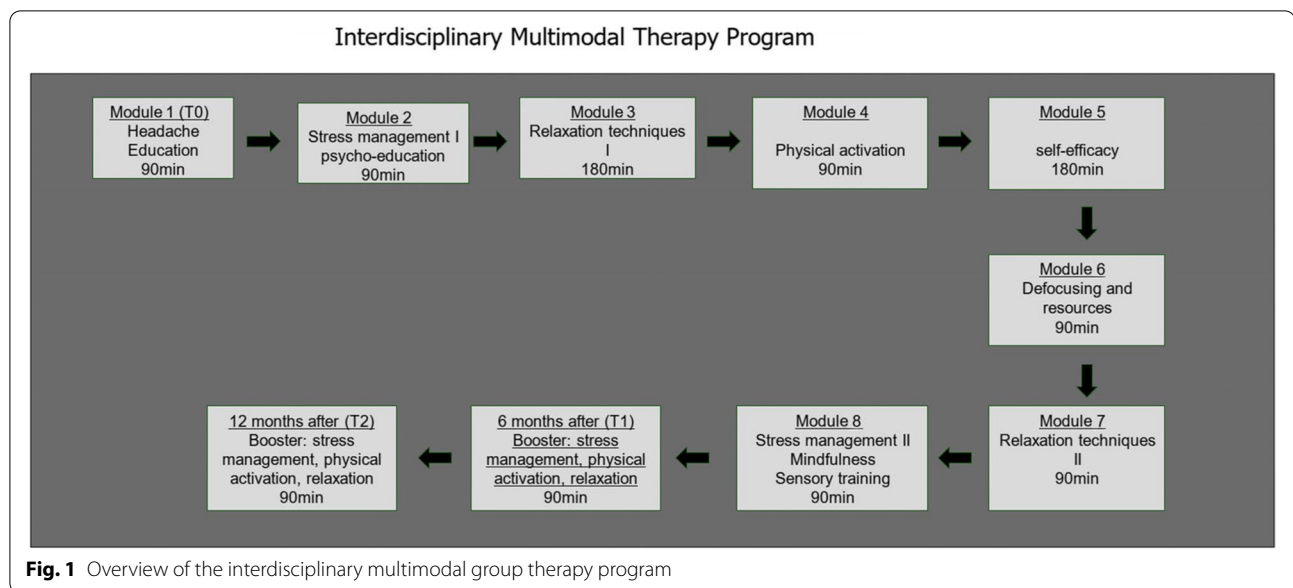 Interdisciplinary Multimodal Therapy Program
Module 1 (T0)
Headache
Education
90min
Module 2
Stress management I
psycho-education
90min
Module 3
Relaxation techniques
I
180min
Module 4
Physical activation
90min
Module 5
self-efficacy
180min
Module 6
Defocusing and
resources
90min
Module 7
Relaxation techniques
II
90min
Module 8
Stress management II
Mindfulness
Sensory training
90min
6 months after (T1)
Booster: stress
management, physical
activation, relaxation
90min
12 months after (T2)
Booster: stress
management, physical
activation, relaxation
90min
Fig. 1 Overview of the interdisciplinary multimodal group therapy program